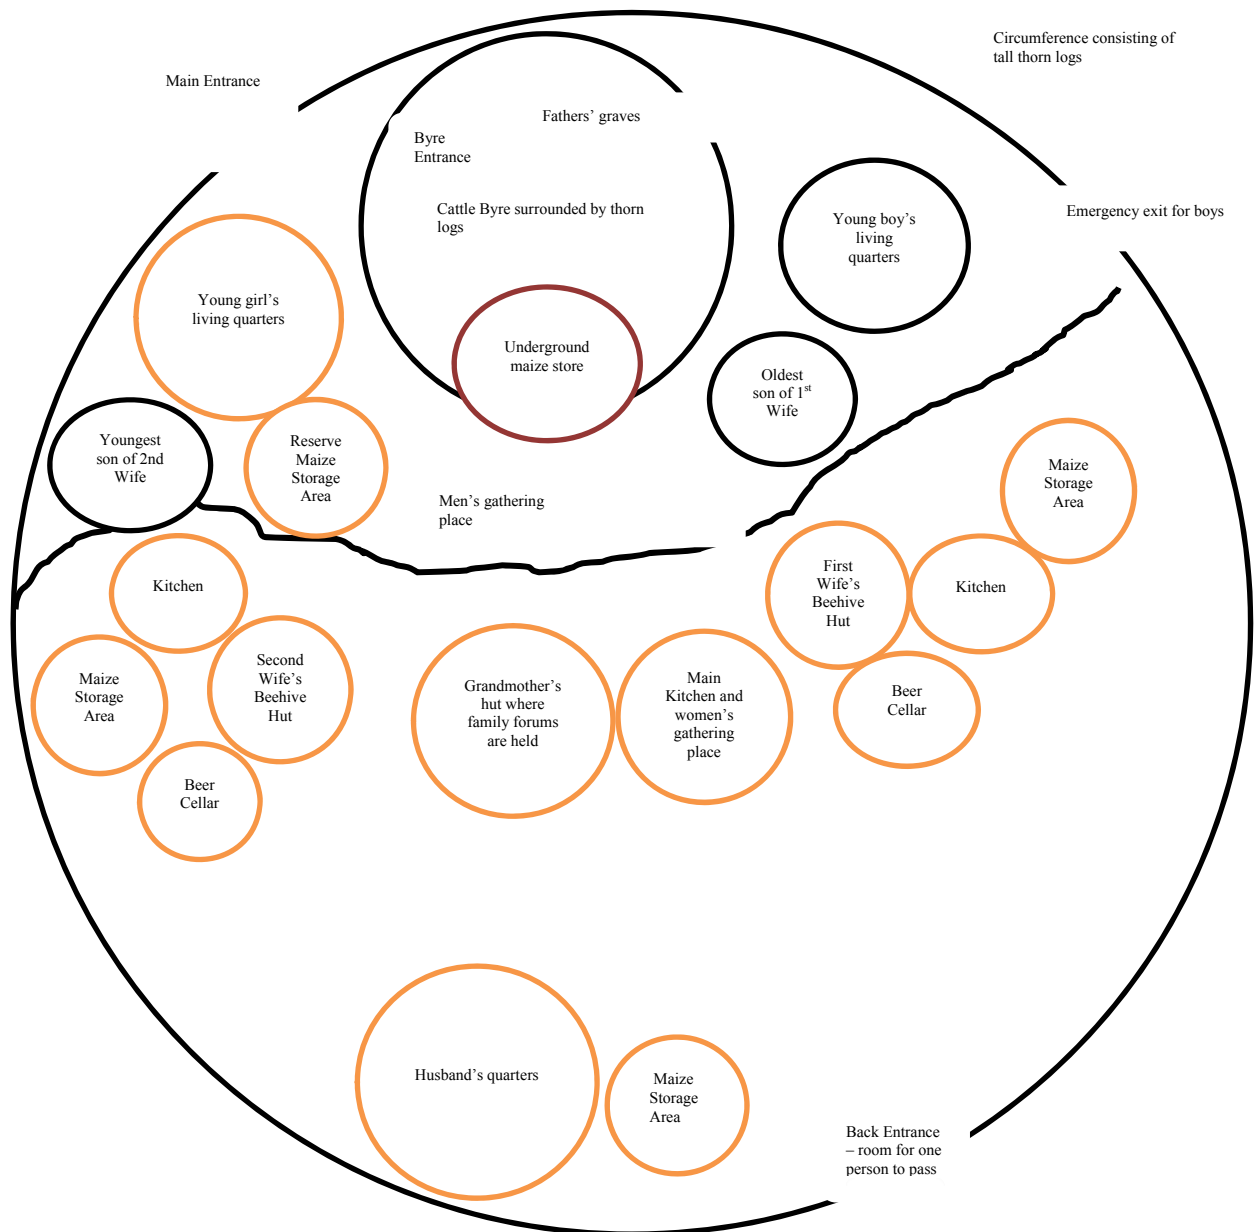 Circumference consisting of
tall thorn logs
Main Entrance
Fathers’ graves
Byre
Entrance
Cattle Byre surrounded by thorn
logs
Young boy’s
living
quarters
Emergency exit for boys
Young girl’s
living quarters
Underground
maize store
Oldest
son of 1st
Wife
Youngest
son of 2nd
Wife
Reserve
Maize
Storage
Area
Men’s gathering
place
Maize
Storage
Area
Kitchen
First
Wife’s
Beehive
Hut
Kitchen
Maize
Storage
Area
Second
Wife’s
Beehive
Hut
Grandmother’s
hut where
family forums
are held
Main
Kitchen and
women’s
gathering
place
Beer
Cellar
Beer
Cellar
Husband’s quarters
Maize
Storage
Area
Back Entrance
– room for one
person to pass